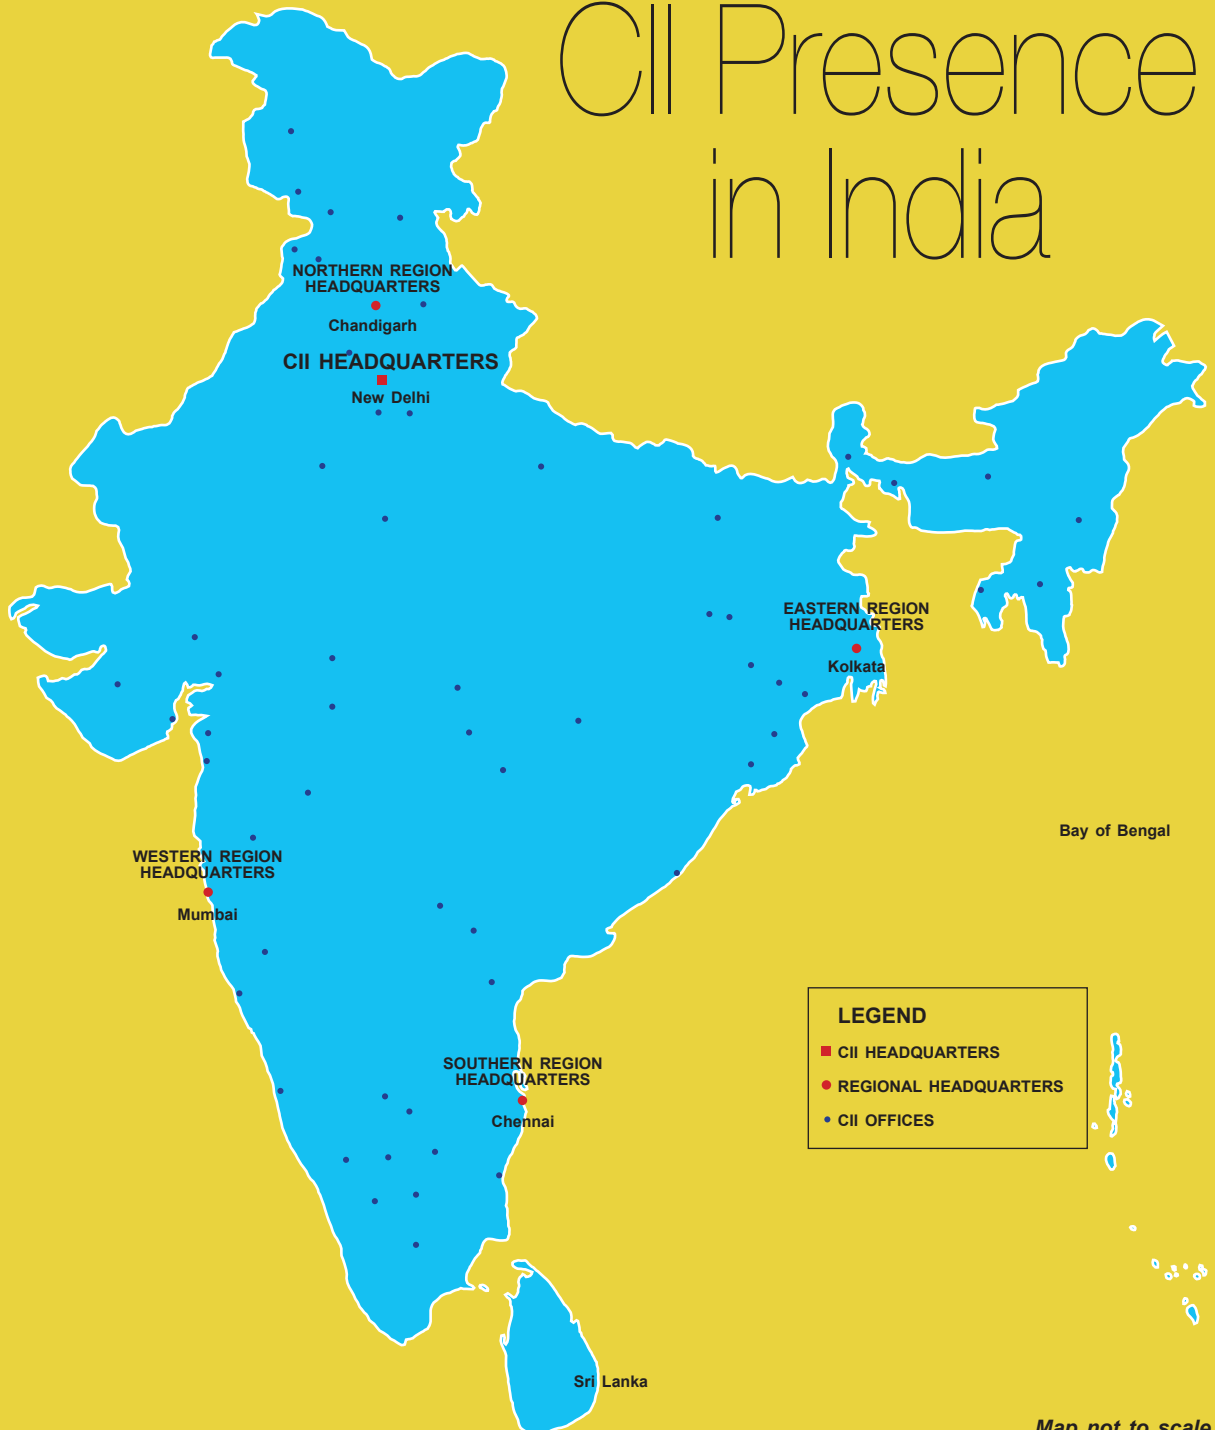 CII Presence
in India
NORTHERN REGION
HEADQUARTERS
Chandigarh
CII HEADQUARTERS
New Delhi
EASTERN REGION
HEADQUARTERS
Kolkata
Bay of Bengal
WESTERN REGION
HEADQUARTERS
Mumbai
LEGEND
CII HEADQUARTERS
REGIONAL HEADQUARTERS
CII OFFICES
SOUTHERN REGION
HEADQUARTERS
Chennai
Sri Lanka
Map not to scale